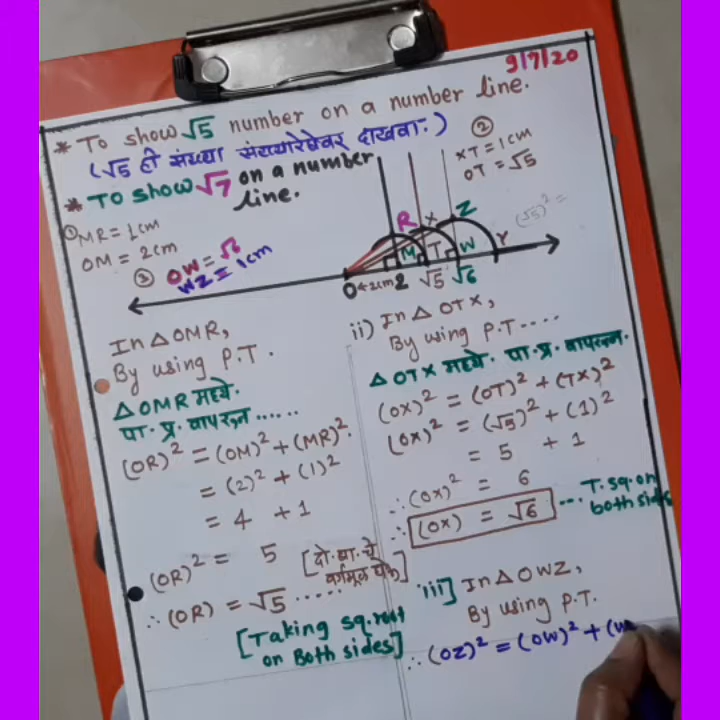 9/7/20
* To show √5 number on a number line.
(√5 ही संख्या संख्यारेषेवर दाखवा.)
* To show √7 on a number line.
① MR = 1cm
OM = 2cm
② XT = 1cm
OT = √5
③ OW = √6
WZ = 1cm
(√5)² =
R X Z
M T W Y
O ←2cm 2 √5 √6
In △OMR,
By using P.T.
△OMR मध्ये.
पा. प्र. वापरून .....
(OR)² = (OM)² + (MR)².
= (2)² + (1)²
= 4 + 1
(OR)² = 5
∴ (OR) = √5 .....
[Taking sq. root
on Both sides]
ii) In △OTX,
By using P.T....
△OTX मध्ये. पा. प्र. वापरून.
(OX)² = (OT)² + (TX)²
(OX)² = (√5)² + (1)²
= 5 + 1
∴ (OX)² = 6
∴ (OX) = √6 ... T. sq. on
both sides
iii] In △OWZ,
By using P.T.
∴ (OZ)² = (OW)² + (W